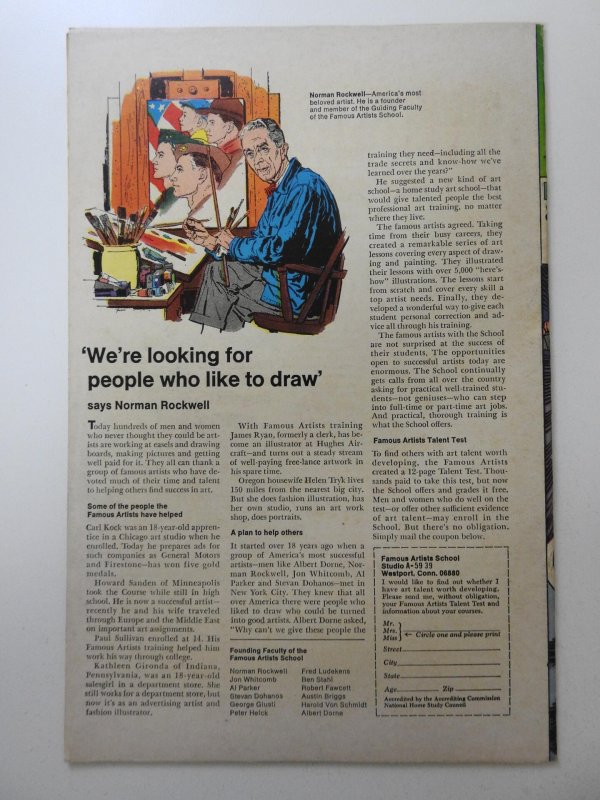 Norman Rockwell—America's most
beloved artist. He is a founder
and member of the Guiding Faculty
of the Famous Artists School.
'We're looking for
people who like to draw'
says Norman Rockwell
Today hundreds of men and women
who never thought they could be art-
ists are working at easels and drawing
boards, making pictures and getting
well paid for it. They all can thank a
group of famous artists who have de-
voted much of their time and talent
to helping others find success in art.
Some of the people the
Famous Artists have helped
Carl Kock was an 18-year-old appren-
tice in a Chicago art studio when he
enrolled. Today he prepares ads for
such companies as General Motors
and Firestone—has won five gold
medals.
Howard Sanden of Minneapolis
took the Course while still in high
school. He is now a successful artist—
recently he and his wife traveled
through Europe and the Middle East
on important art assignments.
Paul Sullivan enrolled at 14. His
Famous Artists training helped him
work his way through college.
Kathleen Gironda of Indiana,
Pennsylvania, was an 18-year-old
salesgirl in a department store. She
still works for a department store, but
now it's as an advertising artist and
fashion illustrator.
With Famous Artists training
James Ryan, formerly a clerk, has be-
come an illustrator at Hughes Air-
craft—and turns out a steady stream
of well-paying free-lance artwork in
his spare time.
Oregon housewife Helen Tryk lives
150 miles from the nearest big city.
But she does fashion illustration, has
her own studio, runs an art work
shop, does portraits.
A plan to help others
It started over 18 years ago when a
group of America's most successful
artists—men like Albert Dorne, Nor-
man Rockwell, Jon Whitcomb, Al
Parker and Stevan Dohanos—met in
New York City. They knew that all
over America there were people who
liked to draw who could be turned
into good artists. Albert Dorne asked,
"Why can't we give these people the
Founding Faculty of the
Famous Artists School
Norman Rockwell
Jon Whitcomb
Al Parker
Stevan Dohanos
George Giusti
Peter Helck
Fred Ludekens
Ben Stahl
Robert Fawcett
Austin Briggs
Harold Von Schmidt
Albert Dorne
training they need—including all the
trade secrets and know-how we've
learned over the years?"
He suggested a new kind of art
school—a home study art school—that
would give talented people the best
professional art training, no matter
where they live.
The famous artists agreed. Taking
time from their busy careers, they
created a remarkable series of art
lessons covering every aspect of draw-
ing and painting. They illustrated
their lessons with over 5,000 "here's-
how" illustrations. The lessons start
from scratch and cover every skill a
top artist needs. Finally, they de-
veloped a wonderful way to give each
student personal correction and ad-
vice all through his training.
The famous artists with the School
are not surprised at the success of
their students. The opportunities
open to successful artists today are
enormous. The School continually
gets calls from all over the country
asking for practical well-trained stu-
dents—not geniuses—who can step
into full-time or part-time art jobs.
And practical, thorough training is
what the School offers.
Famous Artists Talent Test
To find others with art talent worth
developing, the Famous Artists
created a 12-page Talent Test. Thou-
sands paid to take this test, but now
the School offers and grades it free.
Men and women who do well on the
test—or offer other sufficient evidence
of art talent—may enroll in the
School. But there's no obligation.
Simply mail the coupon below.
Famous Artists School
Studio A-5939
Westport, Conn. 06880
I would like to find out whether I
have art talent worth developing.
Please send me, without obligation,
your Famous Artists Talent Test and
information about your courses.
Mr.
Mrs. ← Circle one and please print
Miss
Street
City
State
Age Zip
Accredited by the Accrediting Commission
National Home Study Council